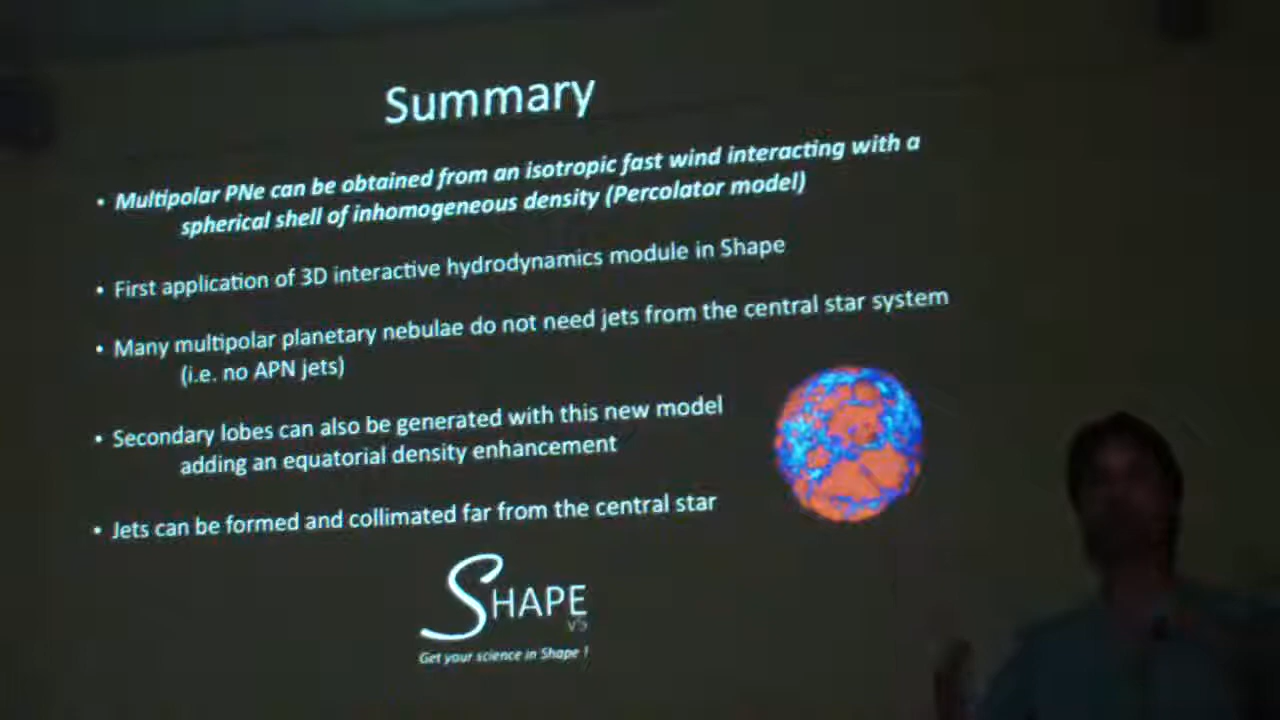 Summary
• Multipolar PNe can be obtained from an isotropic fast wind interacting with a
spherical shell of inhomogeneous density (Percolator model)
• First application of 3D interactive hydrodynamics module in Shape
• Many multipolar planetary nebulae do not need jets from the central star system
(i.e. no APN jets)
• Secondary lobes can also be generated with this new model
adding an equatorial density enhancement
• Jets can be formed and collimated far from the central star
SHAPE
v5
Get your science in Shape !